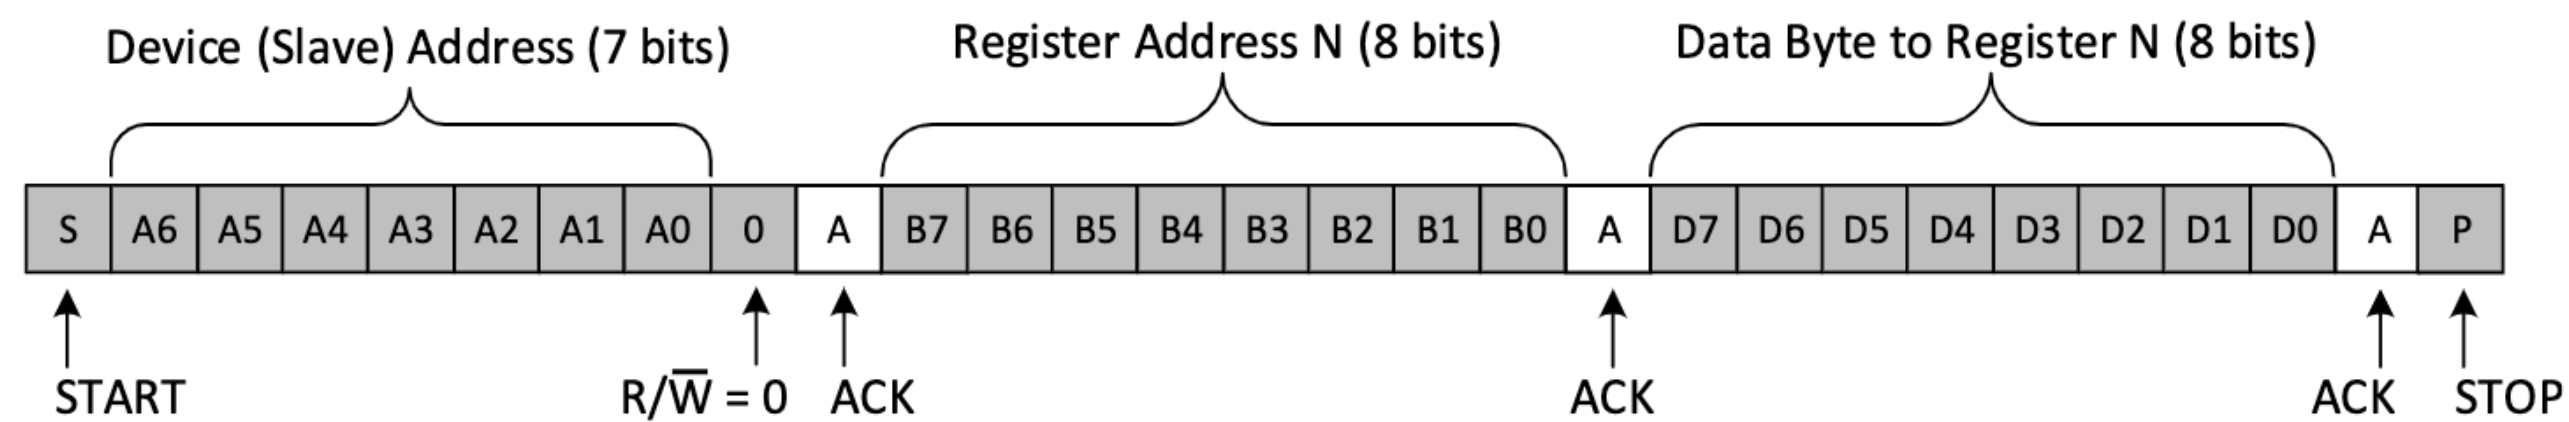 Device (Slave) Address (7 bits) Register Address N (8 bits) Data Byte to Register N (8 bits)
S A6 A5 A4 A3 A2 A1 A0 0 A B7 B6 B5 B4 B3 B2 B1 B0 A D7 D6 D5 D4 D3 D2 D1 D0 A P
START R/W̅ = 0 ACK ACK ACK STOP